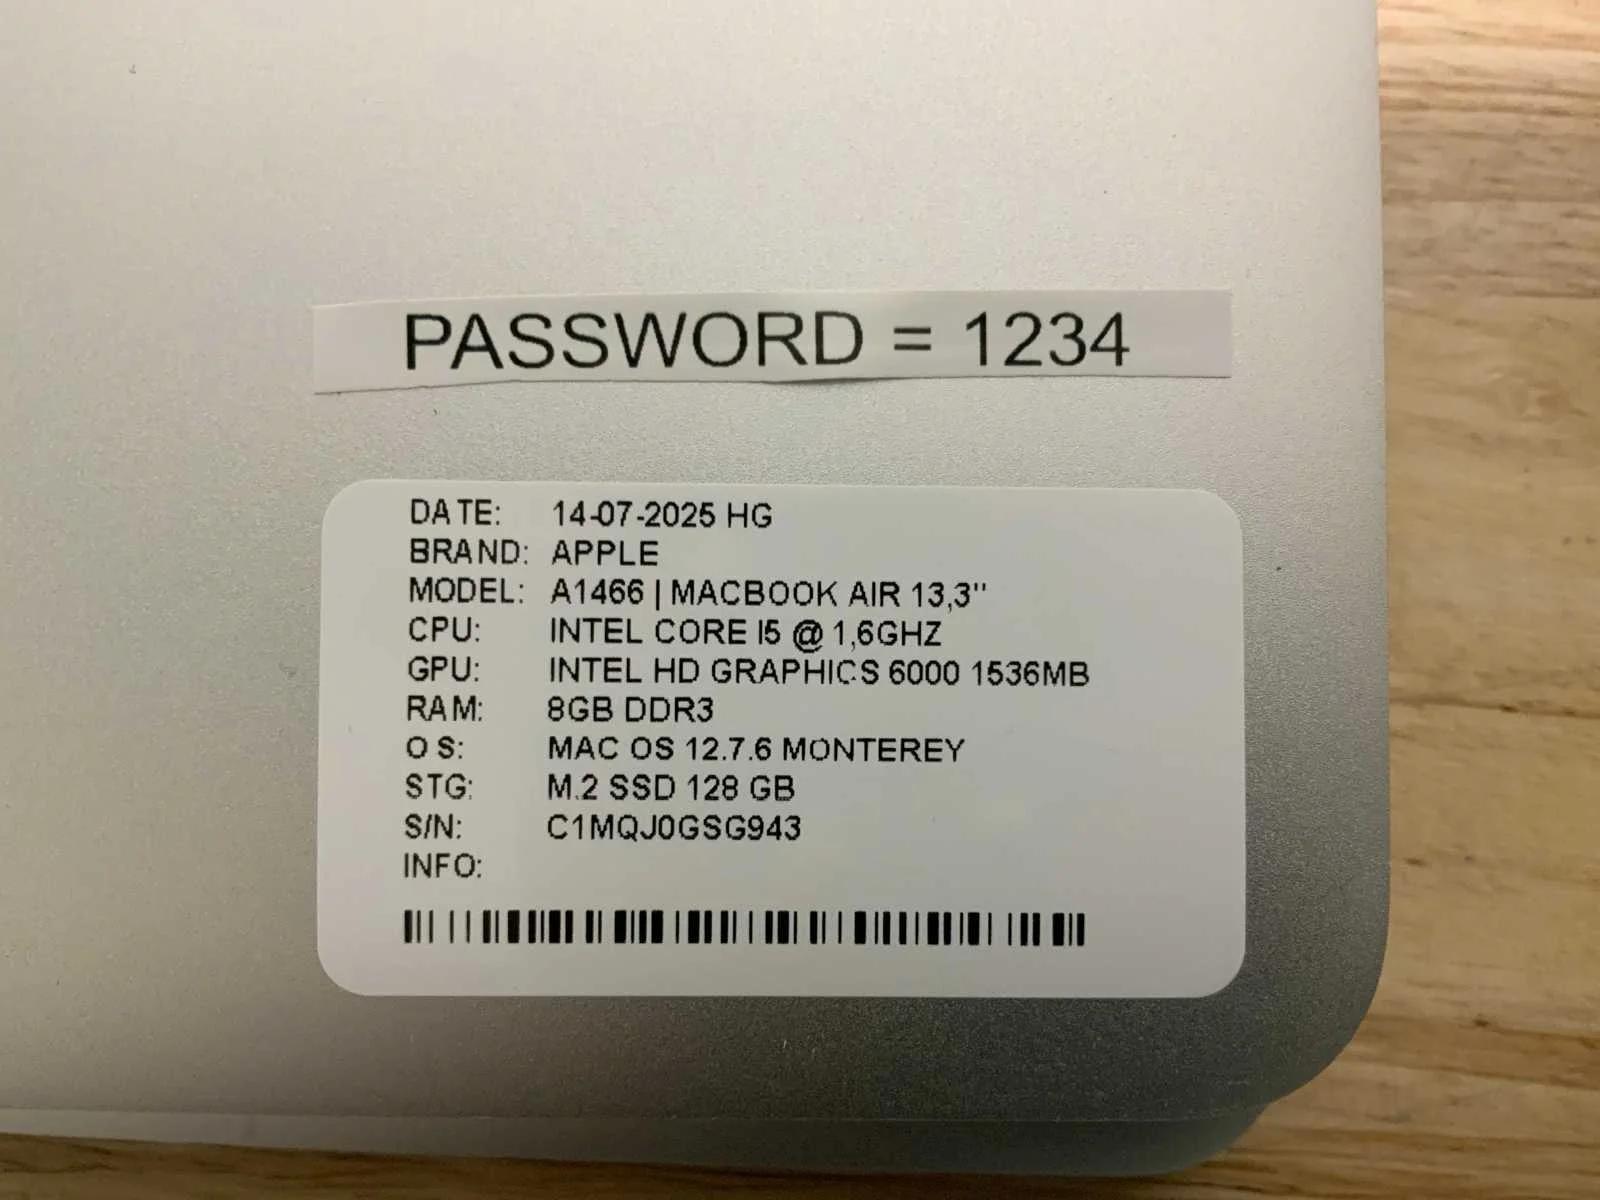 PASSWORD = 1234
DATE: 14-07-2025 HG
BRAND: APPLE
MODEL: A1466 | MACBOOK AIR 13,3"
CPU: INTEL CORE I5 @ 1,6GHZ
GPU: INTEL HD GRAPHICS 6000 1536MB
RAM: 8GB DDR3
OS: MAC OS 12.7.6 MONTEREY
STG: M.2 SSD 128 GB
S/N: C1MQJ0GSG943
INFO: